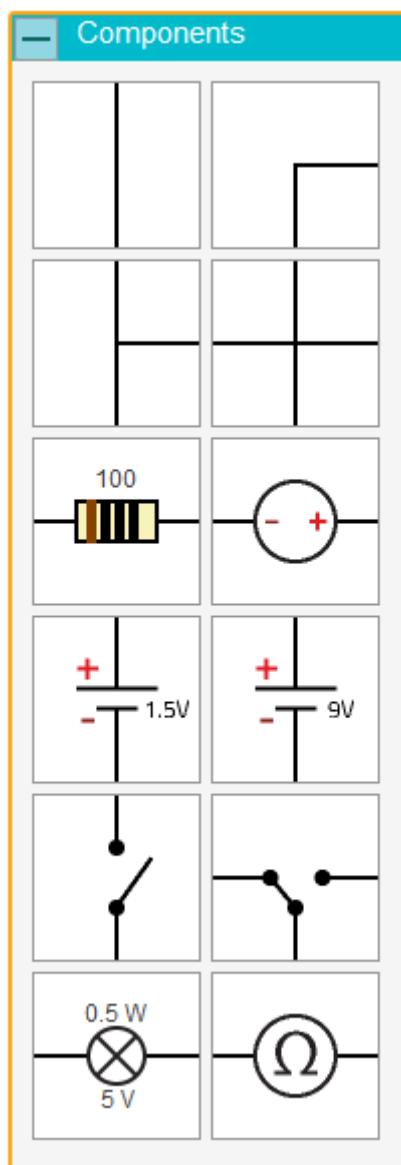 Components
100
- +
+ +
- 1.5V - 9V
0.5 W
5 V
Ω